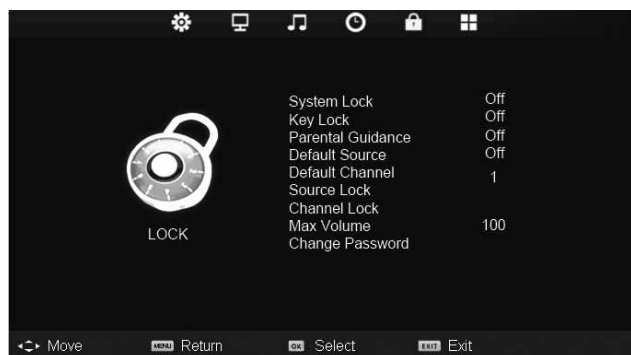 System Lock Off
Key Lock Off
Parental Guidance Off
Default Source Off
Default Channel 1
Source Lock
Channel Lock
Max Volume 100
Change Password
LOCK
Move MENU Return OK Select EXIT Exit